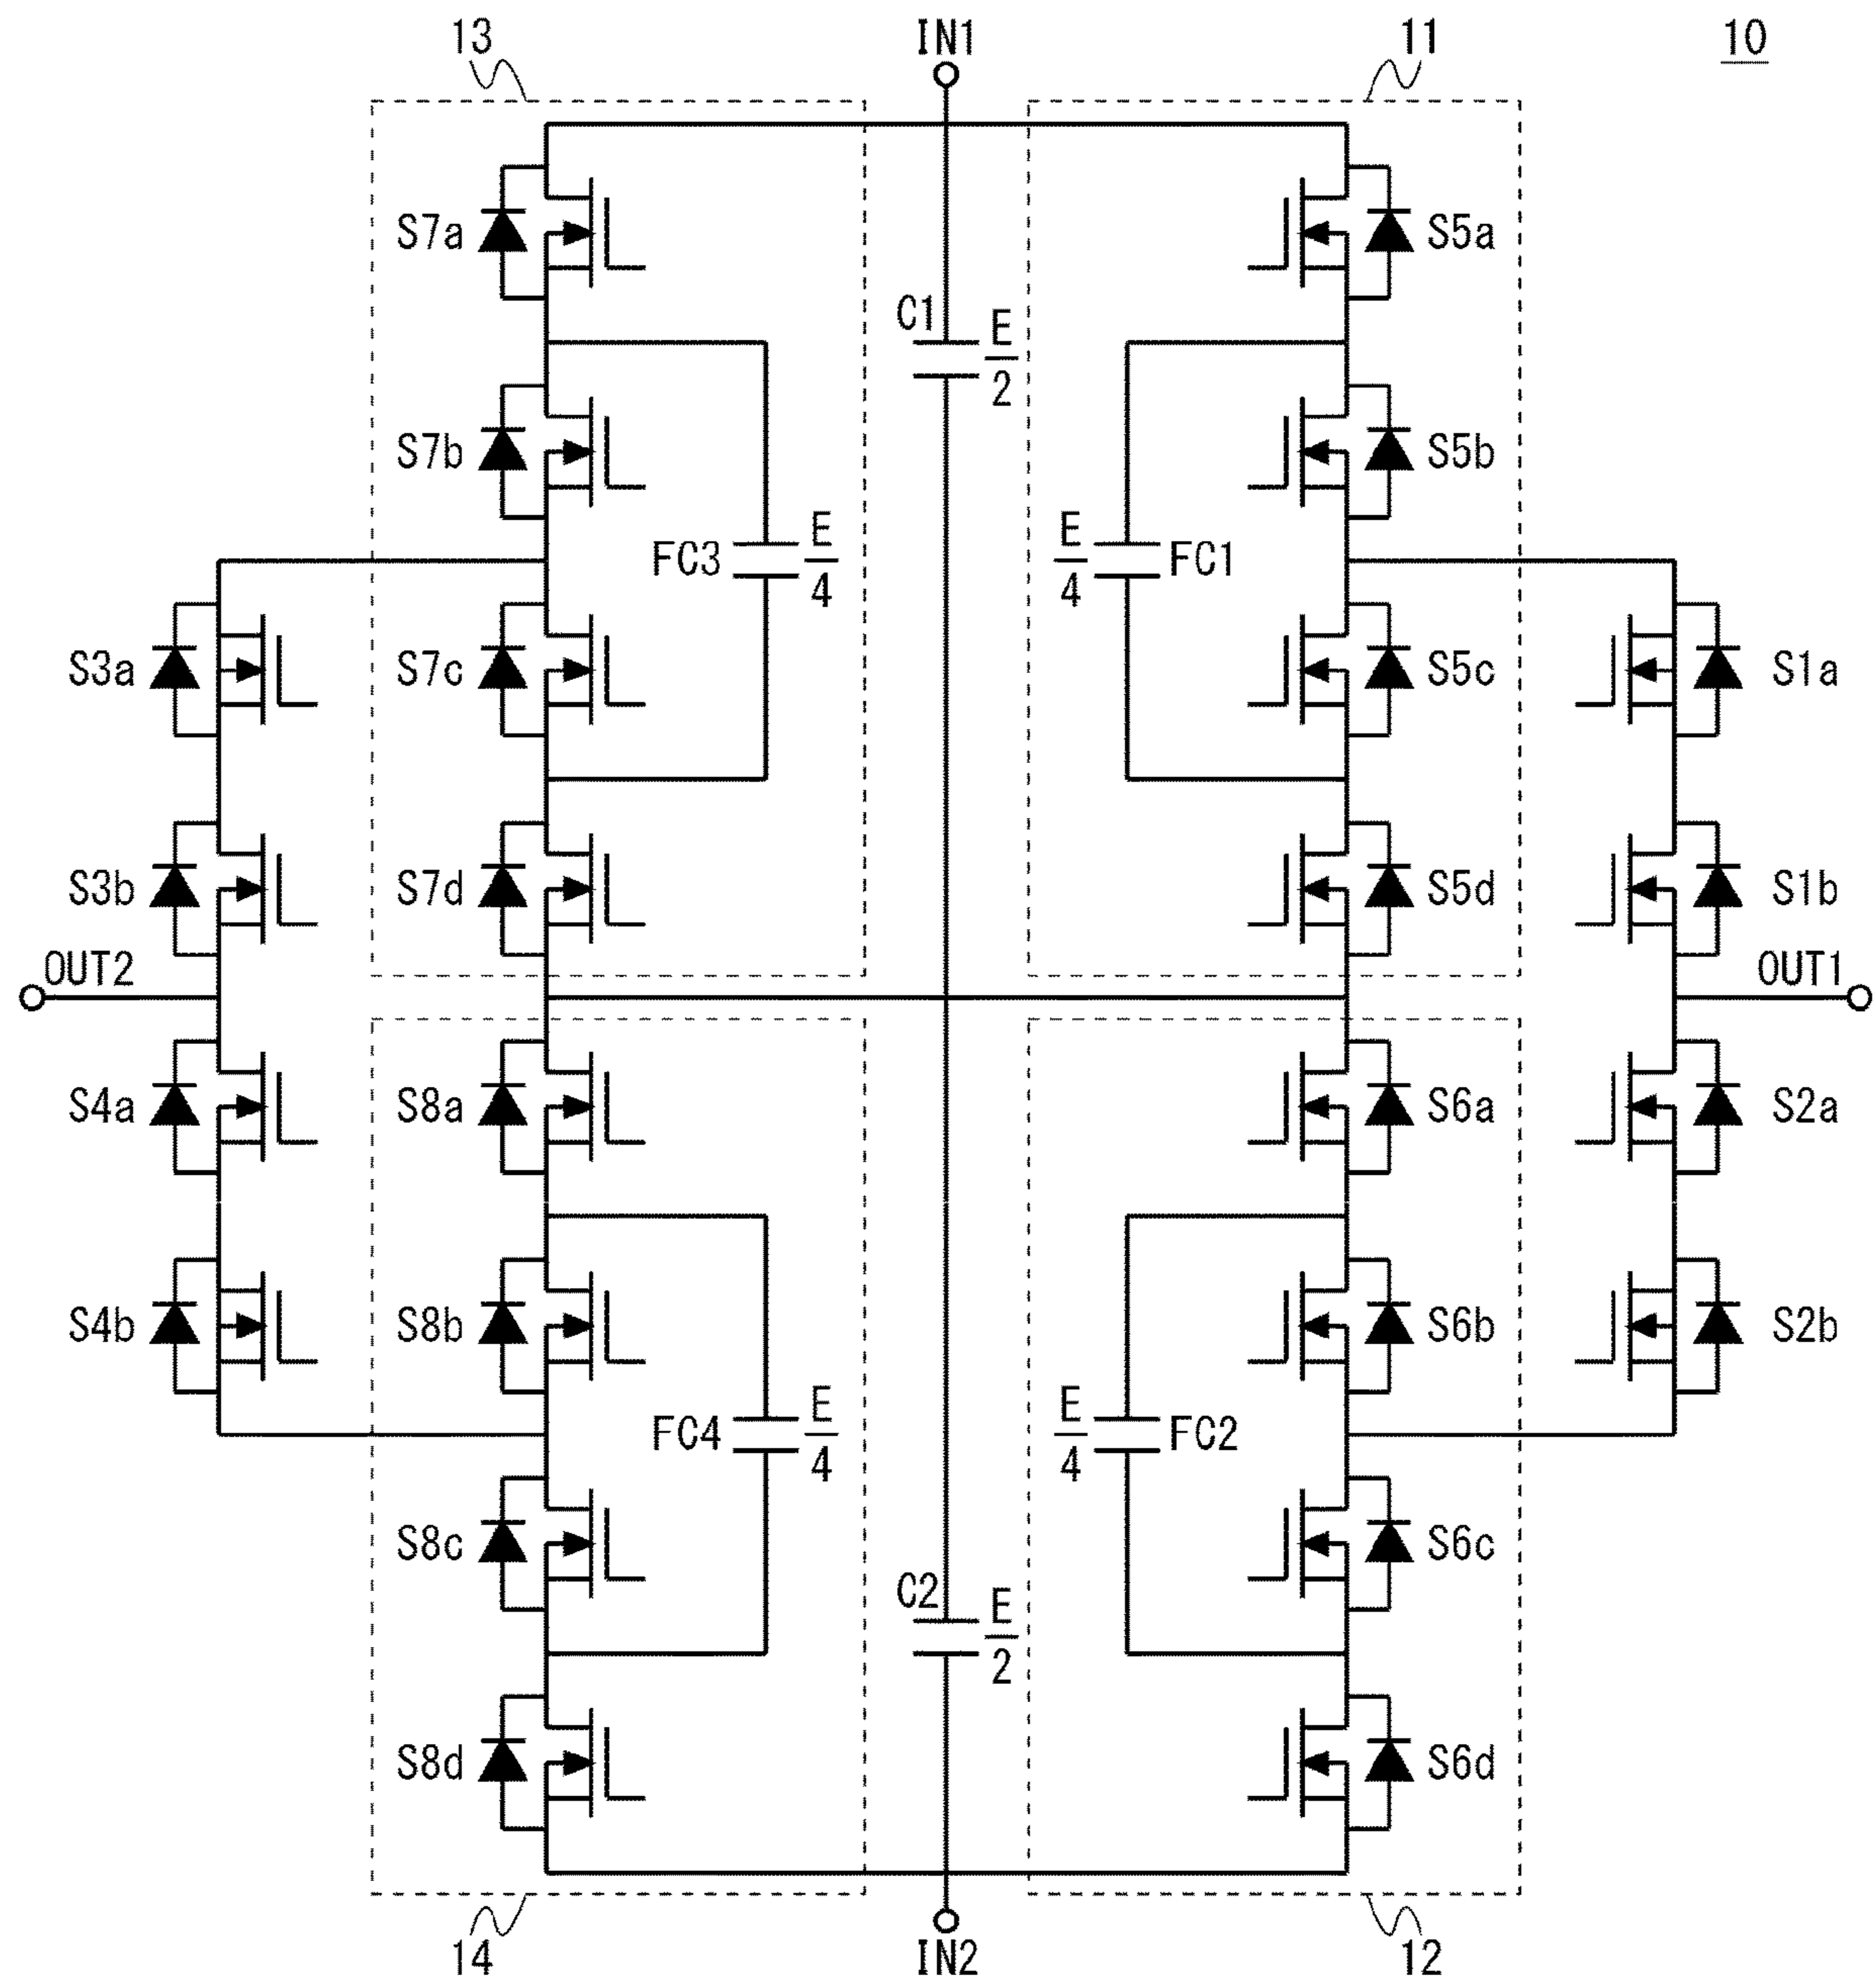 13
IN1
11
10
S7a
S5a
C1
E
2
S7b
S5b
FC3
E
4
E
4
FC1
S3a
S7c
S5c
S1a
S3b
S7d
S5d
S1b
OUT2
OUT1
S4a
S8a
S6a
S2a
S4b
S8b
S6b
S2b
FC4
E
4
E
4
FC2
S8c
S6c
C2
E
2
S8d
S6d
14
IN2
12